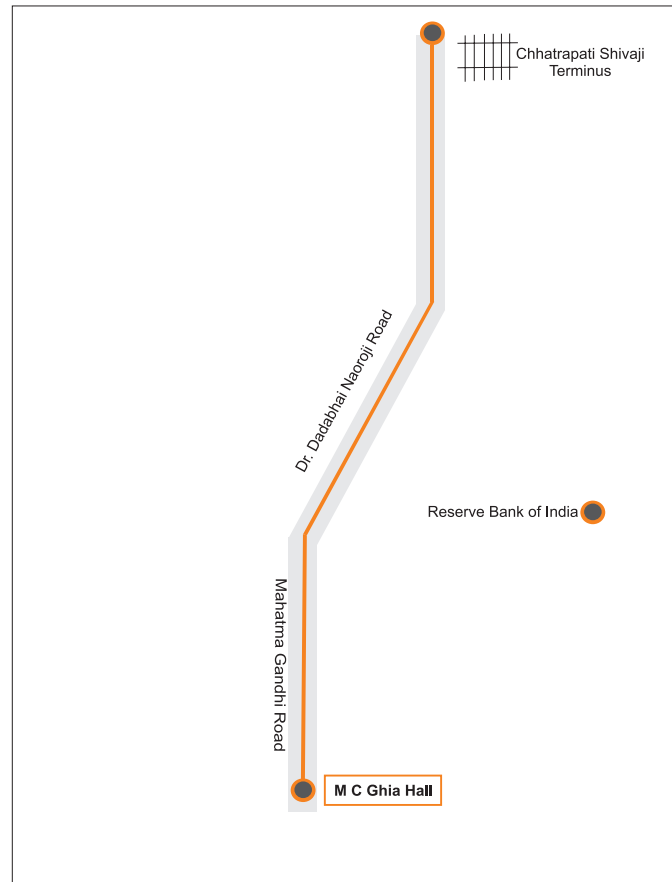 Chhatrapati Shivaji
Terminus
Dr. Dadabhai Naoroji Road
Reserve Bank of India
Mahatma Gandhi Road
M C Ghia Hall